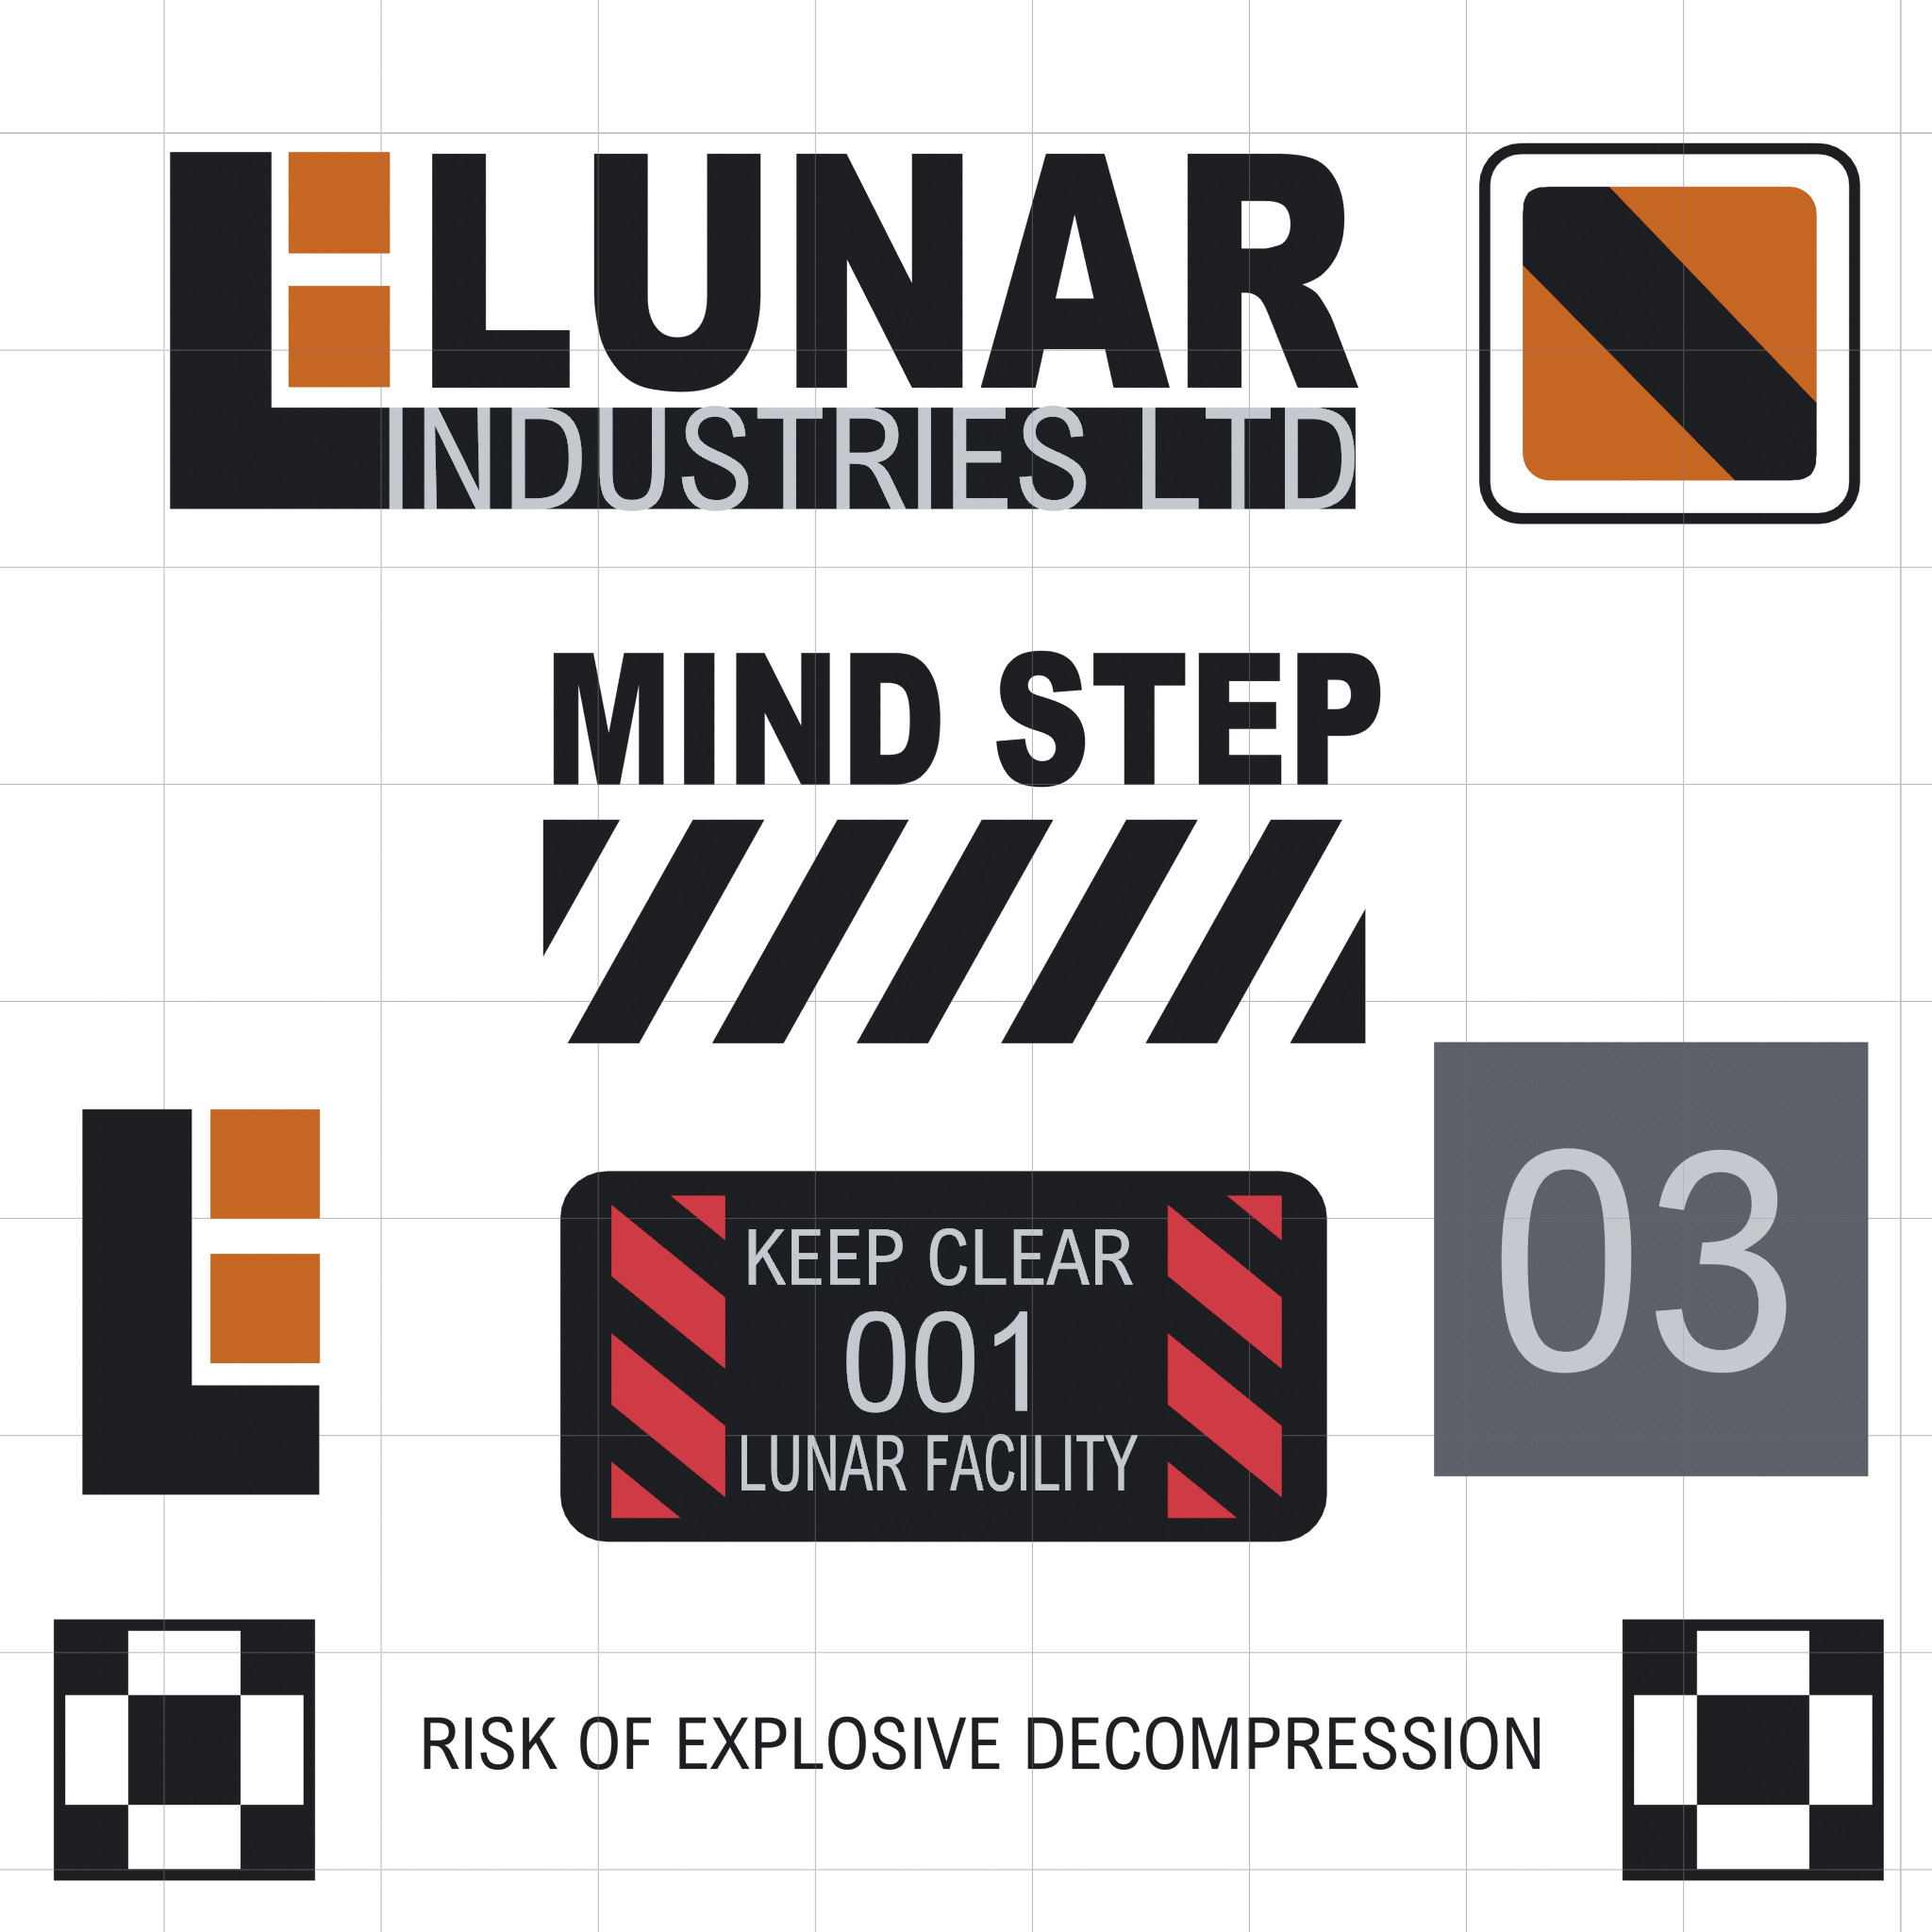 LUNAR
INDUSTRIES LTD
MIND STEP
03
KEEP CLEAR
001
LUNAR FACILITY
RISK OF EXPLOSIVE DECOMPRESSION